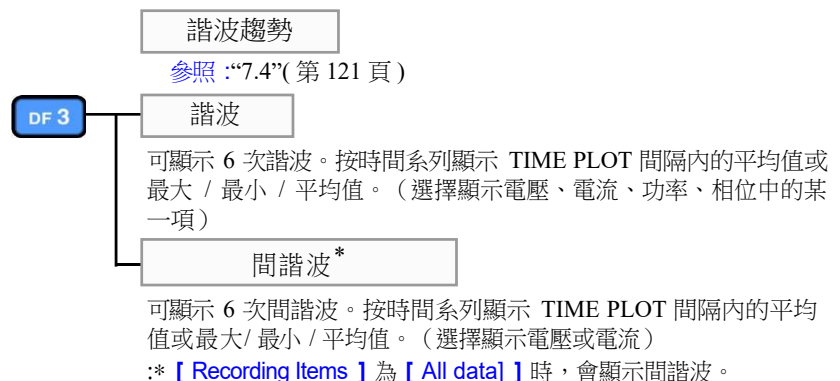 諧波趨勢
參照 :“7.4”( 第 121 頁 )
DF 3
諧波
可顯示 6 次諧波。按時間系列顯示 TIME PLOT 間隔內的平均值或
最大 / 最小 / 平均值。（選擇顯示電壓、電流、功率、相位中的某
一項）
間諧波*
可顯示 6 次間諧波。按時間系列顯示 TIME PLOT 間隔內的平均
值或最大/ 最小 / 平均值。（選擇顯示電壓或電流）
:* [ Recording Items ] 為 [ All data] ] 時，會顯示間諧波。